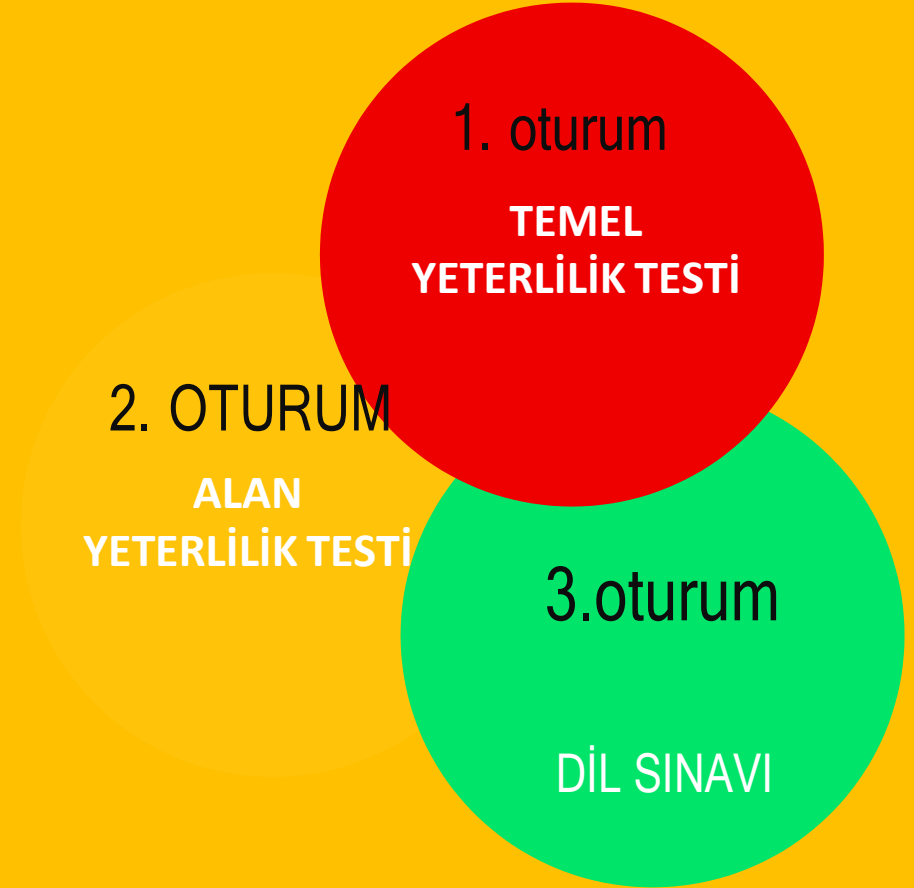 1. oturum
TEMEL
YETERLİLİK TESTİ
2. OTURUM
ALAN
YETERLİLİK TESTİ
3.oturum
DİL SINAVI